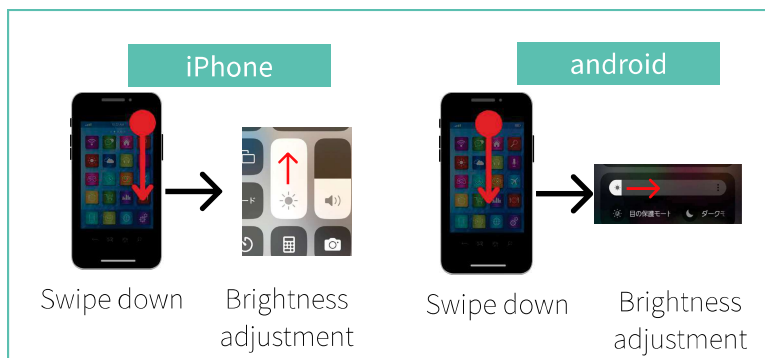 iPhone
android
ード
目の保護モード
ダークモ
Swipe down
Brightness
adjustment
Swipe down
Brightness
adjustment